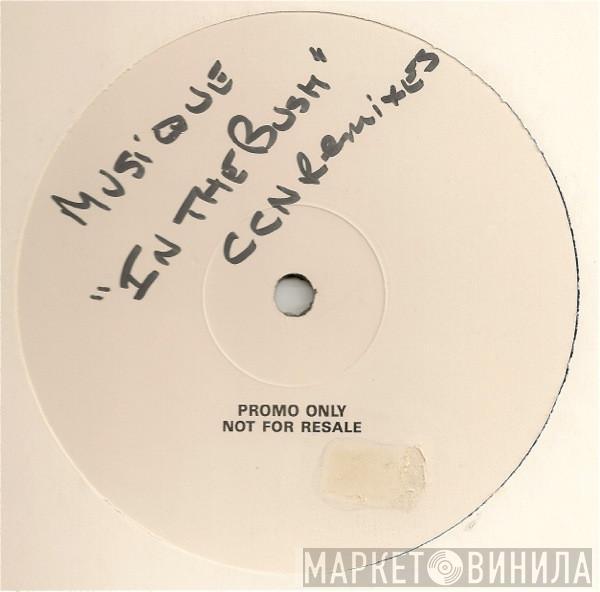 MUSiQUE
"IN THE BUSH"
CCN RemixES
PROMO ONLY
NOT FOR RESALE
МАРКЕТ ВИНИЛА